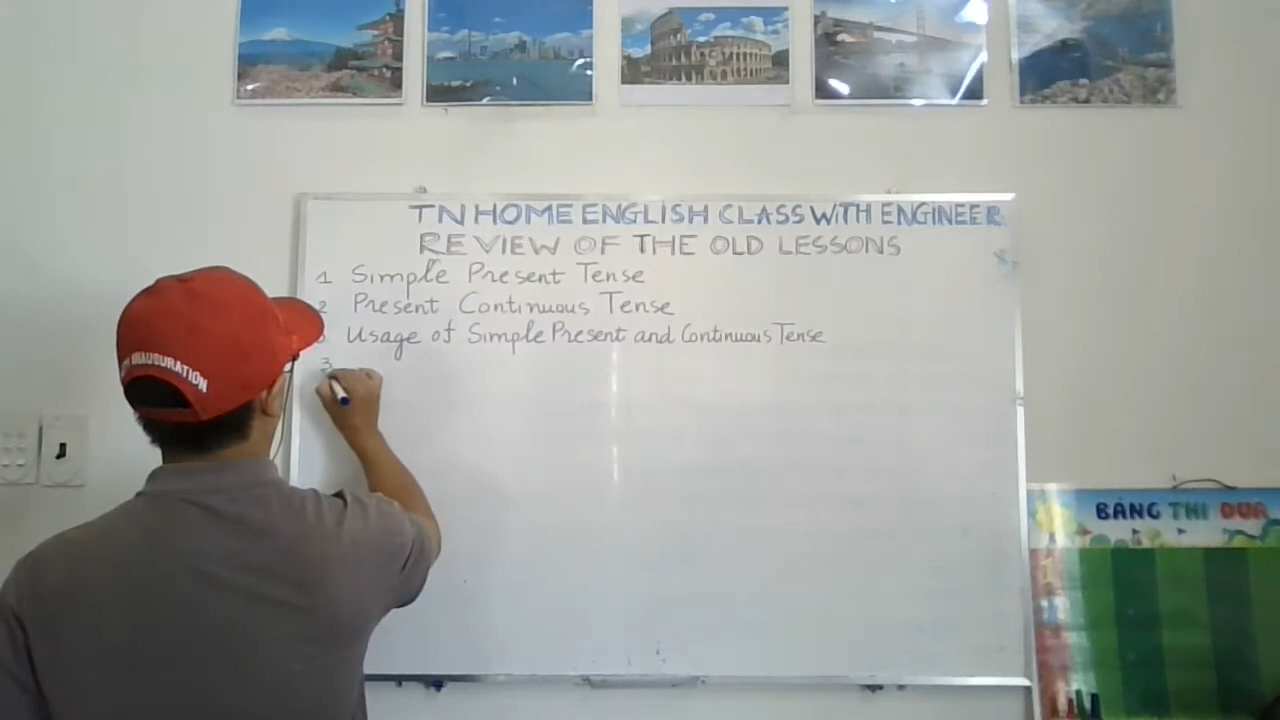 TN HOME ENGLISH CLASS WITH ENGINEER
REVIEW OF THE OLD LESSONS
1 Simple Present Tense
2 Present Continuous Tense
Usage of Simple Present and Continuous Tense
3
INAUGURATION
BẢNG THI ĐUA